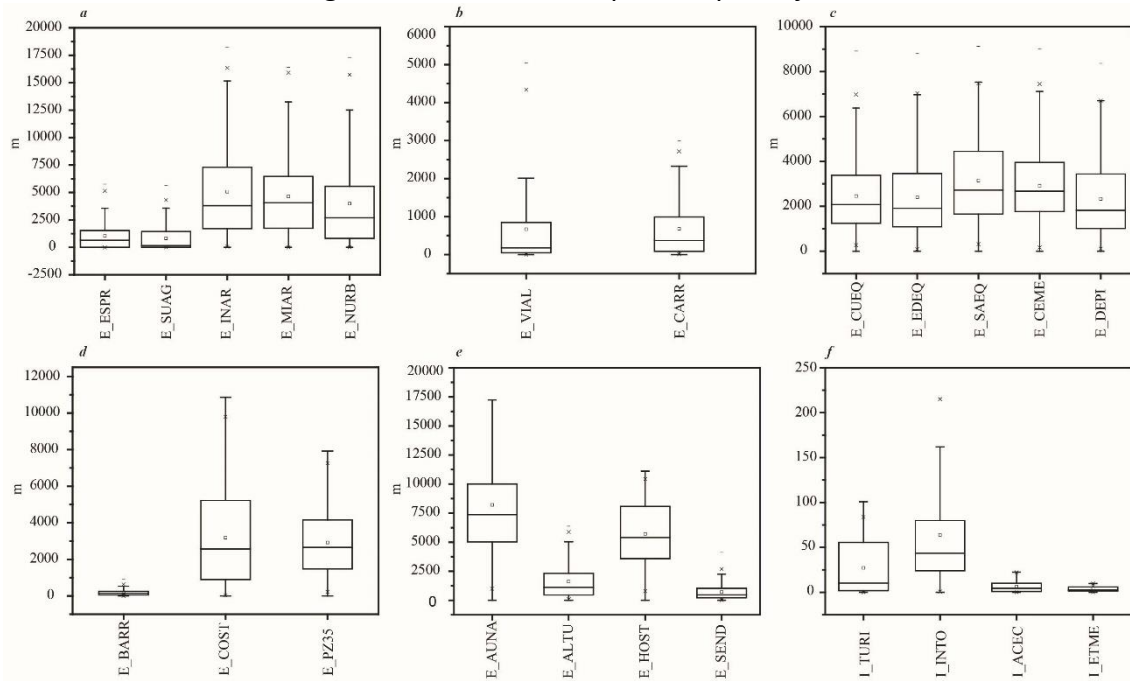 a
20000
17500
15000
12500
10000
7500
5000
2500
0
-2500
m
E_ESPR
E_SUAG
E_INAR
E_MIAR
E_NURB
b
6000
5000
4000
3000
2000
1000
0
m
E_VIAL
E_CARR
c
10000
8000
6000
4000
2000
0
m
E_CUEQ
E_EDEQ
E_SAEQ
E_CEME
E_DEPI
d
12000
10000
8000
6000
4000
2000
0
m
E_BARR
E_COST
E_PZ35
e
20000
17500
15000
12500
10000
7500
5000
2500
0
m
E_AUNA
E_ALTU
E_HOST
E_SEND
f
250
200
150
100
50
0
m
I_TURI
I_INTO
I_ACEC
I_ETME